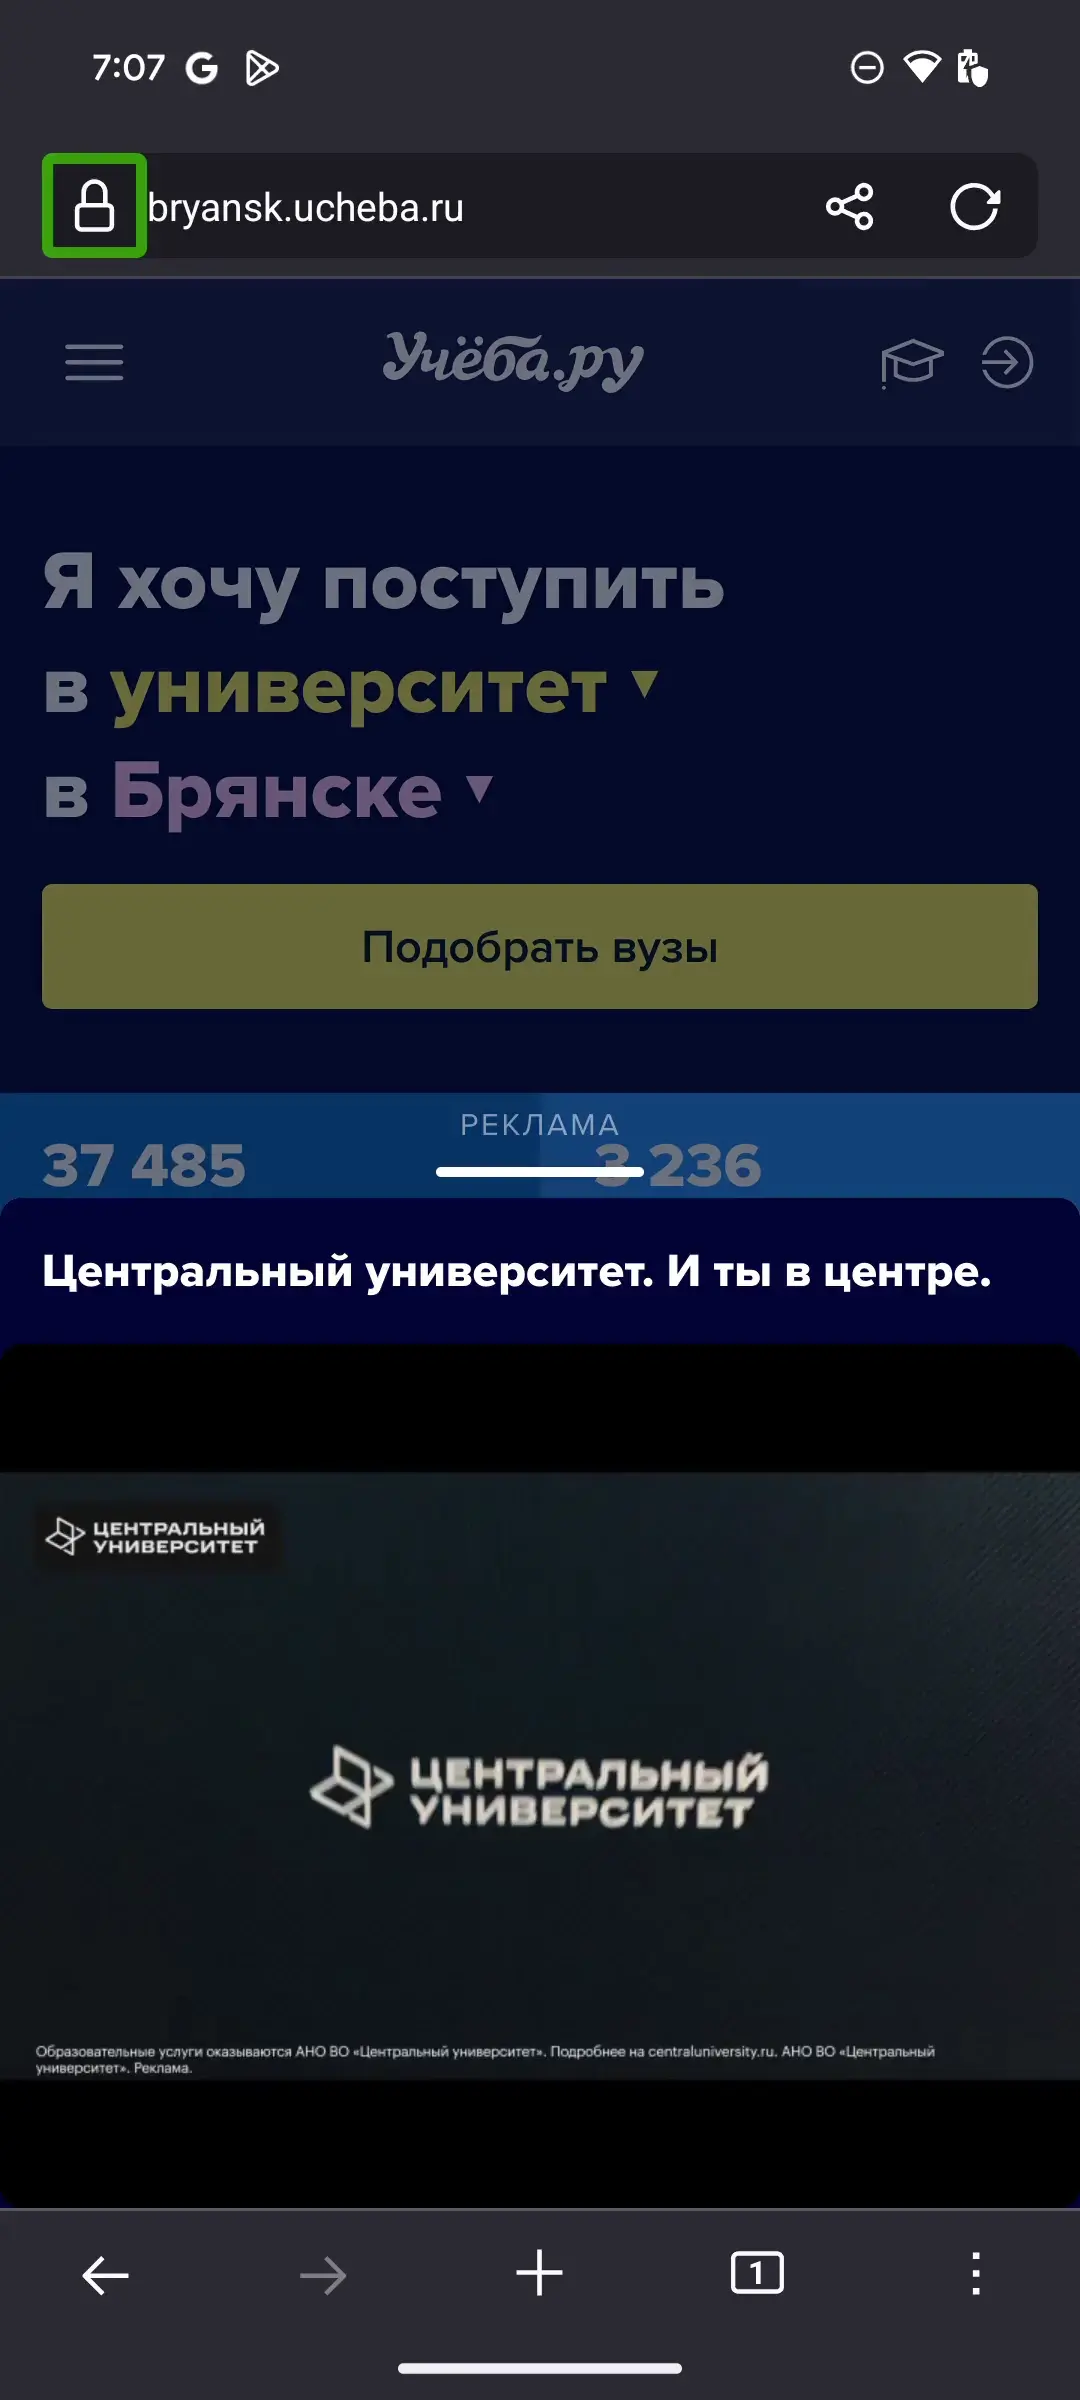 7:07
bryansk.ucheba.ru
Учёба.ру
Я хочу поступить
в университет
в Брянске
Подобрать вузы
РЕКЛАМА
37 485
3 236
Центральный университет. И ты в центре.
ЦЕНТРАЛЬНЫЙ
УНИВЕРСИТЕТ
ЦЕНТРАЛЬНЫЙ
УНИВЕРСИТЕТ
Образовательные услуги оказываются АНО ВО «Центральный университет». Подробнее на centraluniversity.ru. АНО ВО «Центральный
университет». Реклама.
1